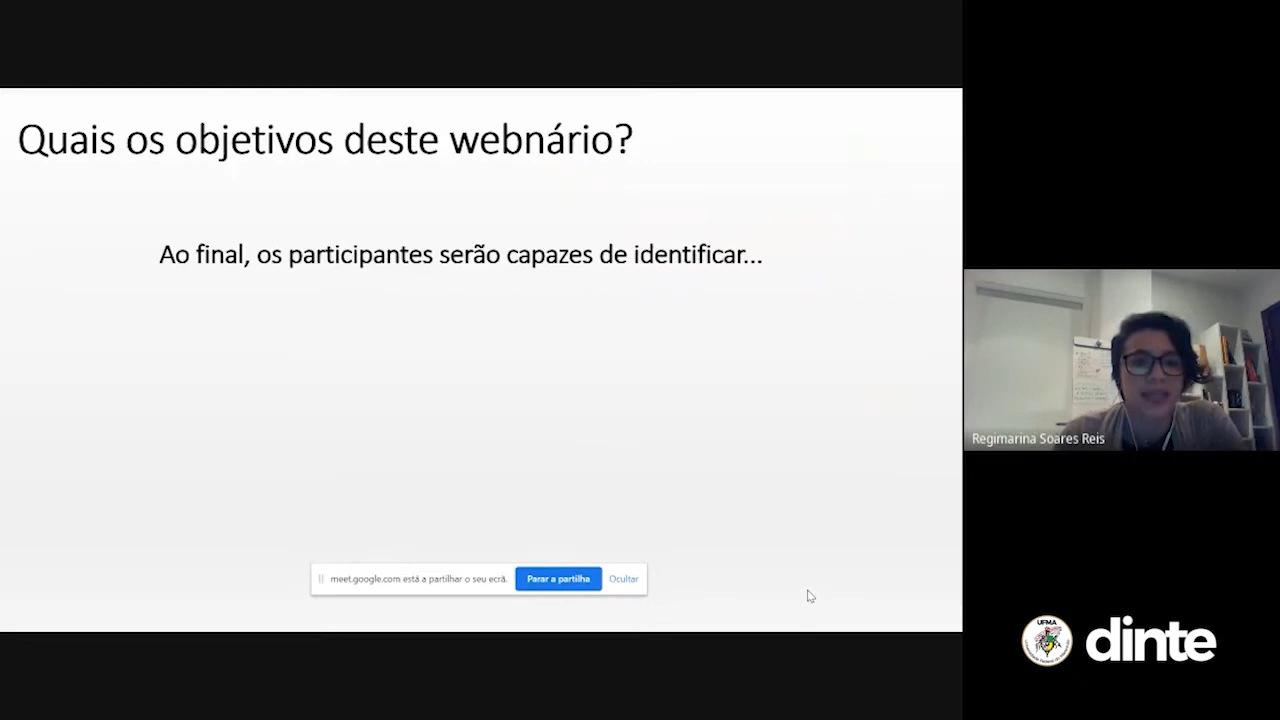 Quais os objetivos deste webnário?
Ao final, os participantes serão capazes de identificar...
meet.google.com está a partilhar o seu ecrã.
Parar a partilha
Ocultar
Regimarina Soares Reis
UFMA
dinte